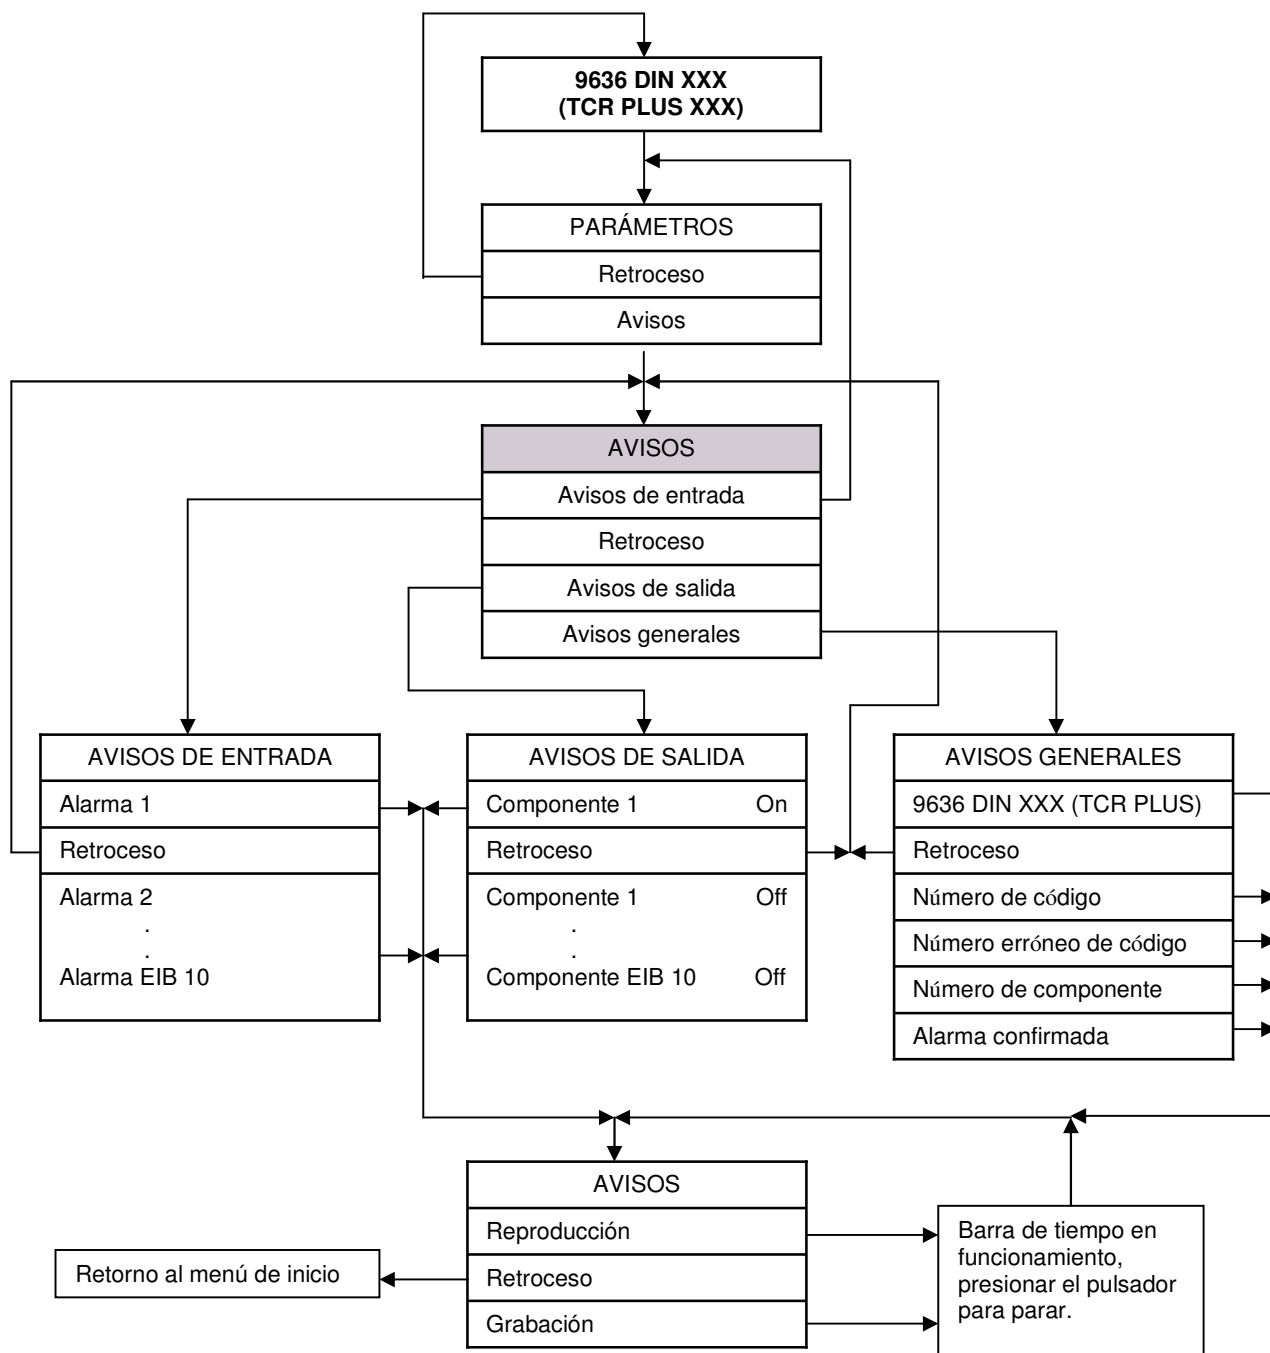 9636 DIN XXX
(TCR PLUS XXX)
PARÁMETROS
Retroceso
Avisos
AVISOS
Avisos de entrada
Retroceso
Avisos de salida
Avisos generales
AVISOS DE ENTRADA
Alarma 1
Retroceso
Alarma 2
.
.
Alarma EIB 10
AVISOS DE SALIDA
Componente 1 On
Retroceso
Componente 1 Off
.
.
Componente EIB 10 Off
AVISOS GENERALES
9636 DIN XXX (TCR PLUS)
Retroceso
Número de código
Número erróneo de código
Número de componente
Alarma confirmada
AVISOS
Reproducción
Retroceso
Grabación
Retorno al menú de inicio
Barra de tiempo en
funcionamiento,
presionar el pulsador
para parar.